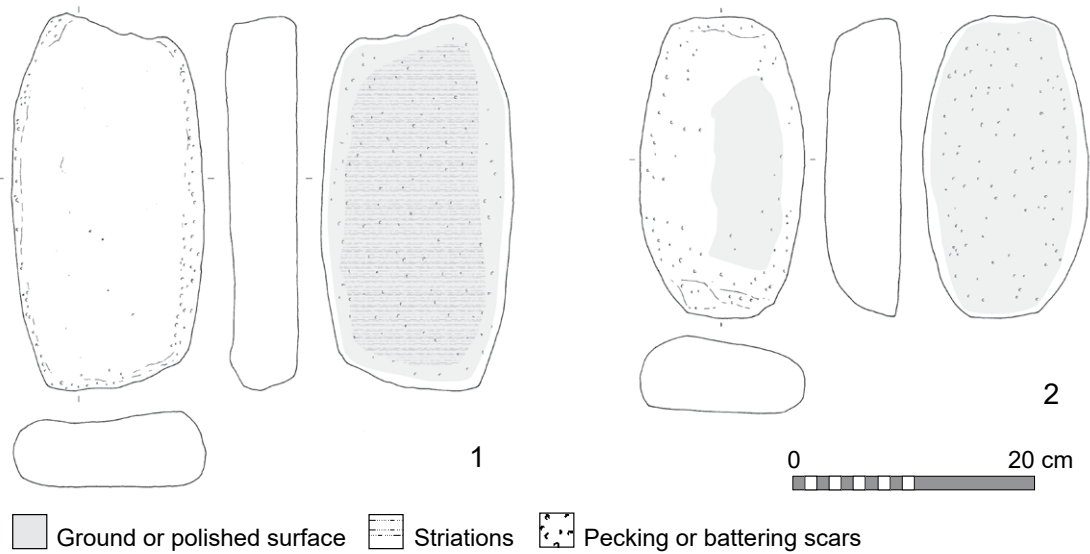 1
2
0 20 cm
Ground or polished surface Striations Pecking or battering scars